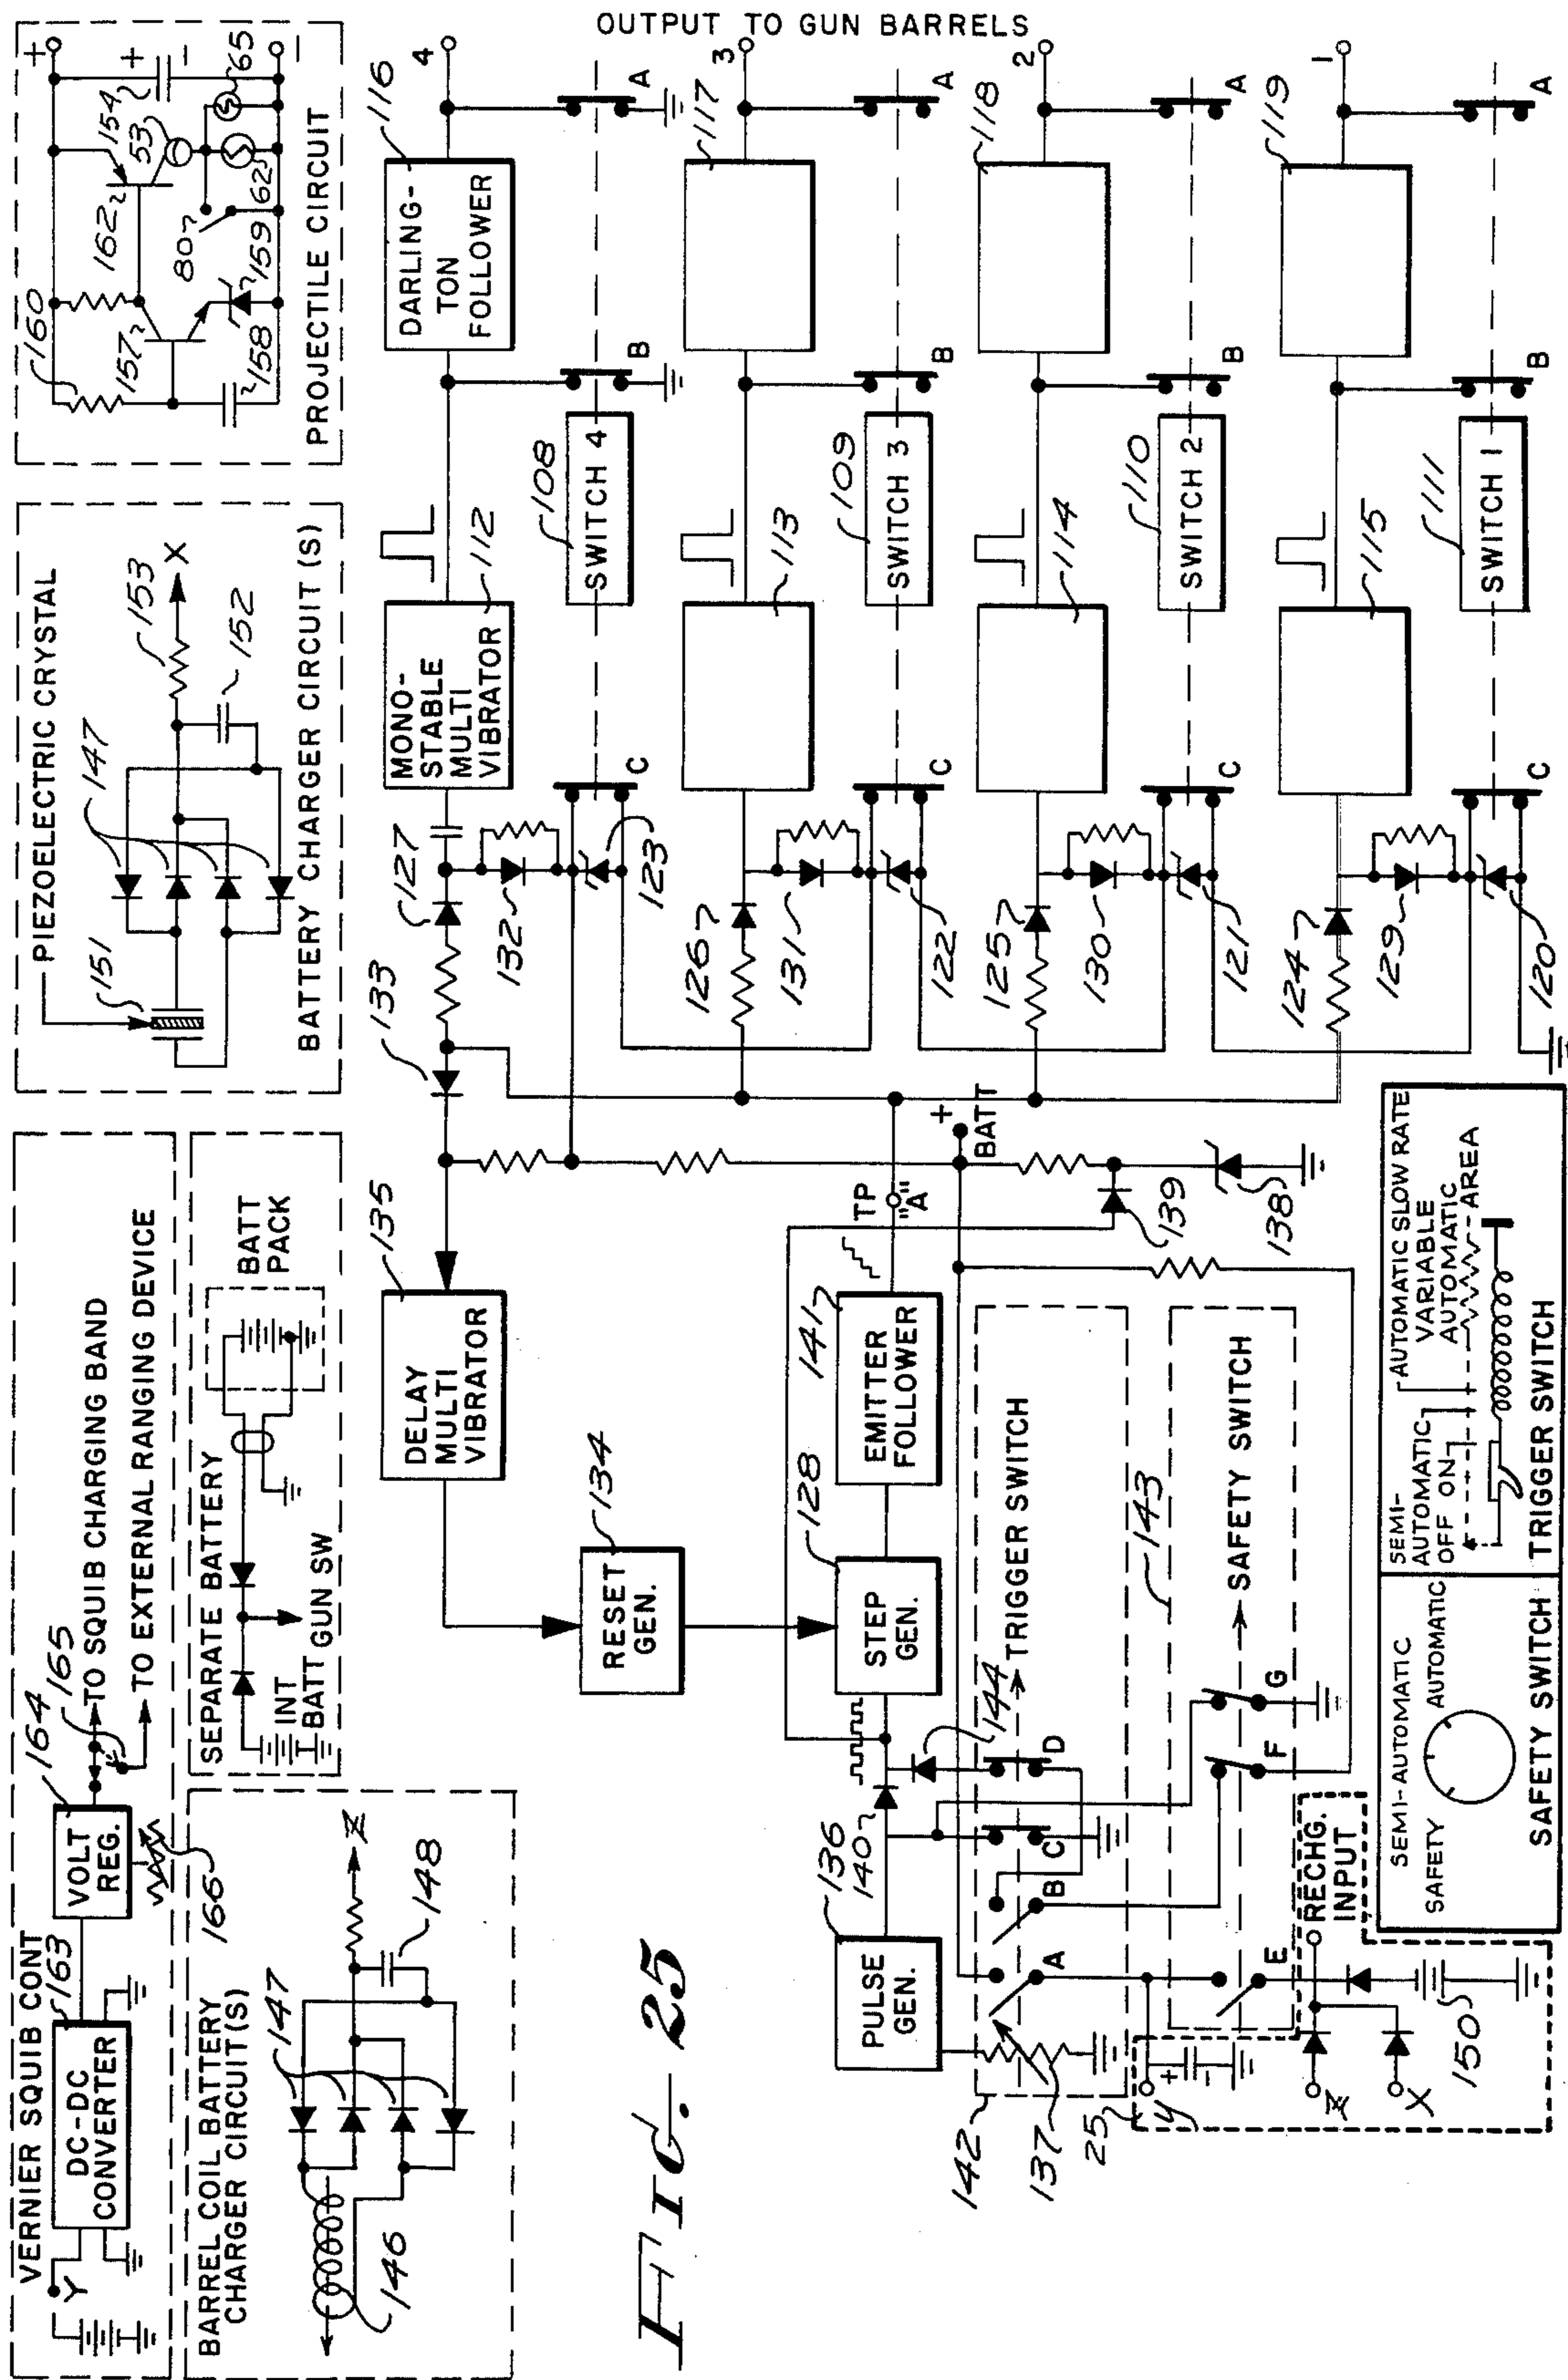 OUTPUT TO GUN BARRELS
VERNIER SQUIB CONT
163
Y
DC-DC
CONVERTER
VOLT
REG.
164
165
166
TO SQUIB CHARGING BAND
TO EXTERNAL RANGING DEVICE
BARREL COIL BATTERY
CHARGER CIRCUIT(S)
147
146
148
Z
SEPARATE BATTERY
INT
BATT
GUN SW
BATT
PACK
PIEZOELECTRIC CRYSTAL
151
147
153
X
152
BATTERY CHARGER CIRCUIT(S)
160
157
162
154
53
80
62
65
158
159
+
+
-
-
PROJECTILE CIRCUIT
FIG. 25
135
DELAY
MULTI
VIBRATOR
133
127
MONO-
STABLE
MULTI
VIBRATOR
112
DARLING-
TON
FOLLOWER
116
4
132
123
C
108
SWITCH 4
B
A
113
117
3
126
131
122
C
109
SWITCH 3
B
A
114
118
2
125
130
121
C
110
SWITCH 2
B
A
115
119
1
124
129
120
C
111
SWITCH 1
B
A
134
RESET
GEN.
136
PULSE
GEN.
140
128
STEP
GEN.
141
EMITTER
FOLLOWER
TP
"A"
+
BATT
139
138
142
137
A
B
C
D
144
TRIGGER SWITCH
143
E
F
G
SAFETY SWITCH
25
Y
+
-
Z
X
RECHG.
INPUT
150
SEMI-AUTOMATIC
SAFETY
AUTOMATIC
SAFETY SWITCH
SEMI-
AUTOMATIC
OFF ON
AUTOMATIC SLOW RATE
VARIABLE
AUTOMATIC
AREA
TRIGGER SWITCH